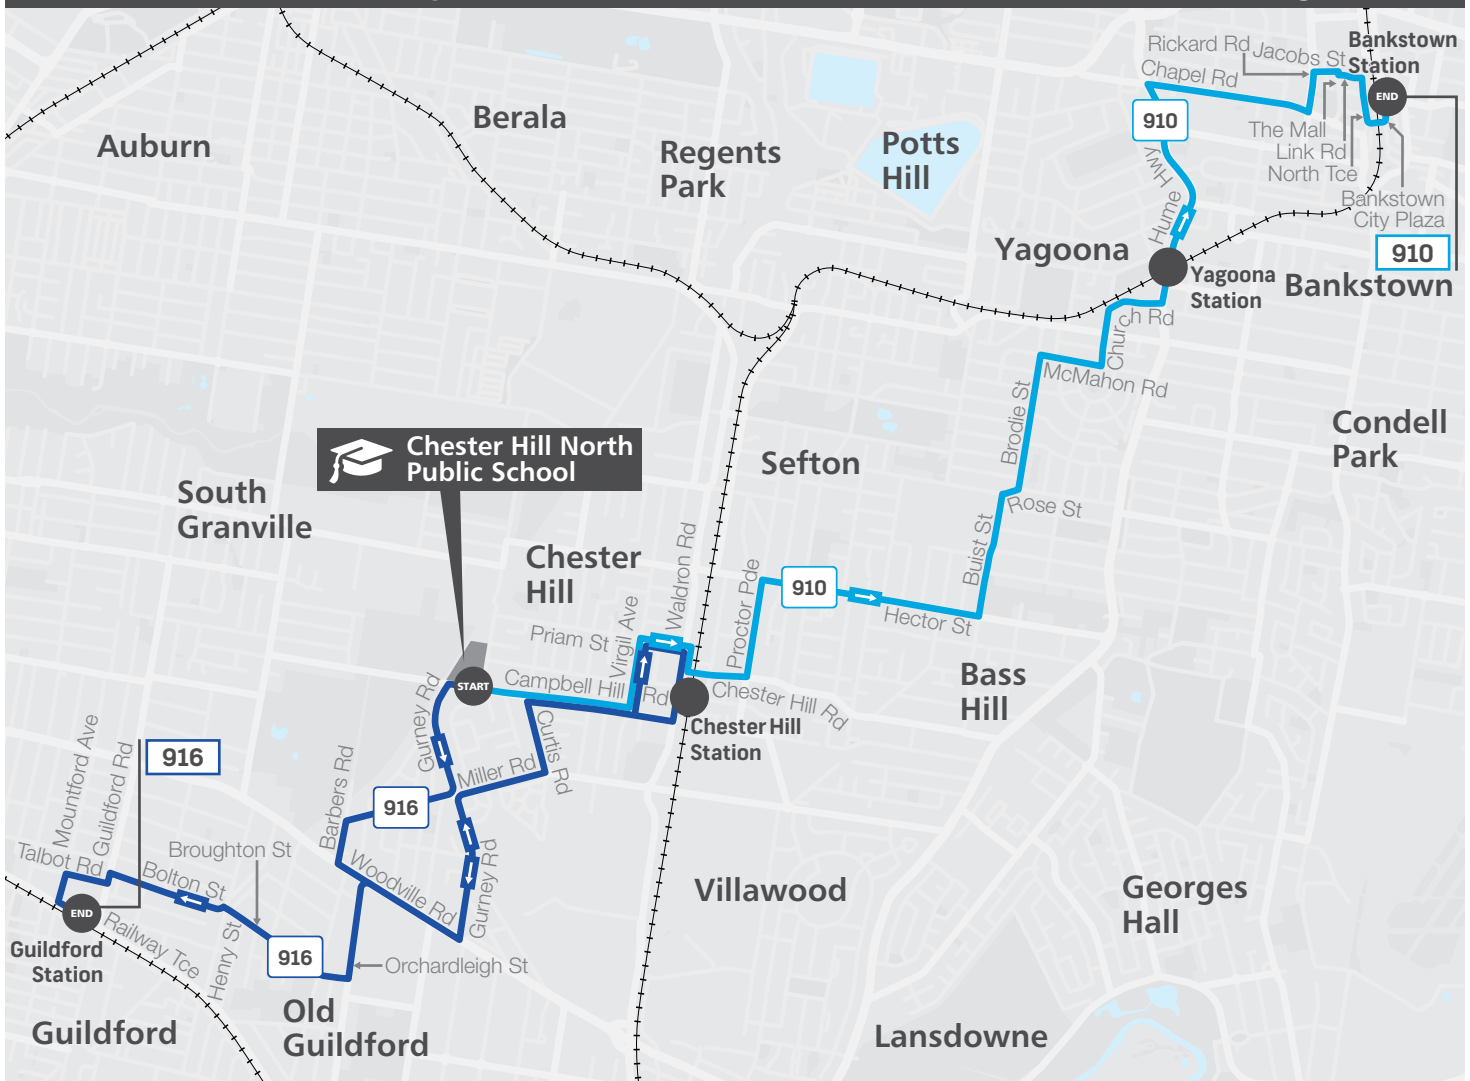 Rickard Rd
Jacobs St
Bankstown
Station
Chapel Rd
END
910
The Mall
Link Rd
North Tce
Bankstown
City Plaza
910
Berala
Auburn
Regents
Park
Potts
Hill
Hume Hwy
Yagoona
Yagoona
Station
Bankstown
Church Rd
McMahon Rd
Brodie St
Condell
Park
Chester Hill North
Public School
Sefton
South
Granville
Rose St
Buist St
Chester
Hill
Waldron Rd
Proctor Pde
910
Hector St
Virgil Ave
Priam St
Bass
Hill
START
Campbell Hill Rd
Chester Hill Rd
Chester Hill
Station
Gurney Rd
Curtis Rd
Miller Rd
Mountford Ave
Guildford Rd
916
Barbers Rd
916
Broughton St
Talbot Rd
Bolton St
Woodville Rd
Gurney Rd
Villawood
Georges
Hall
END
Railway Tce
Guildford
Station
Henry St
916
Orchardleigh St
Old
Guildford
Guildford
Lansdowne